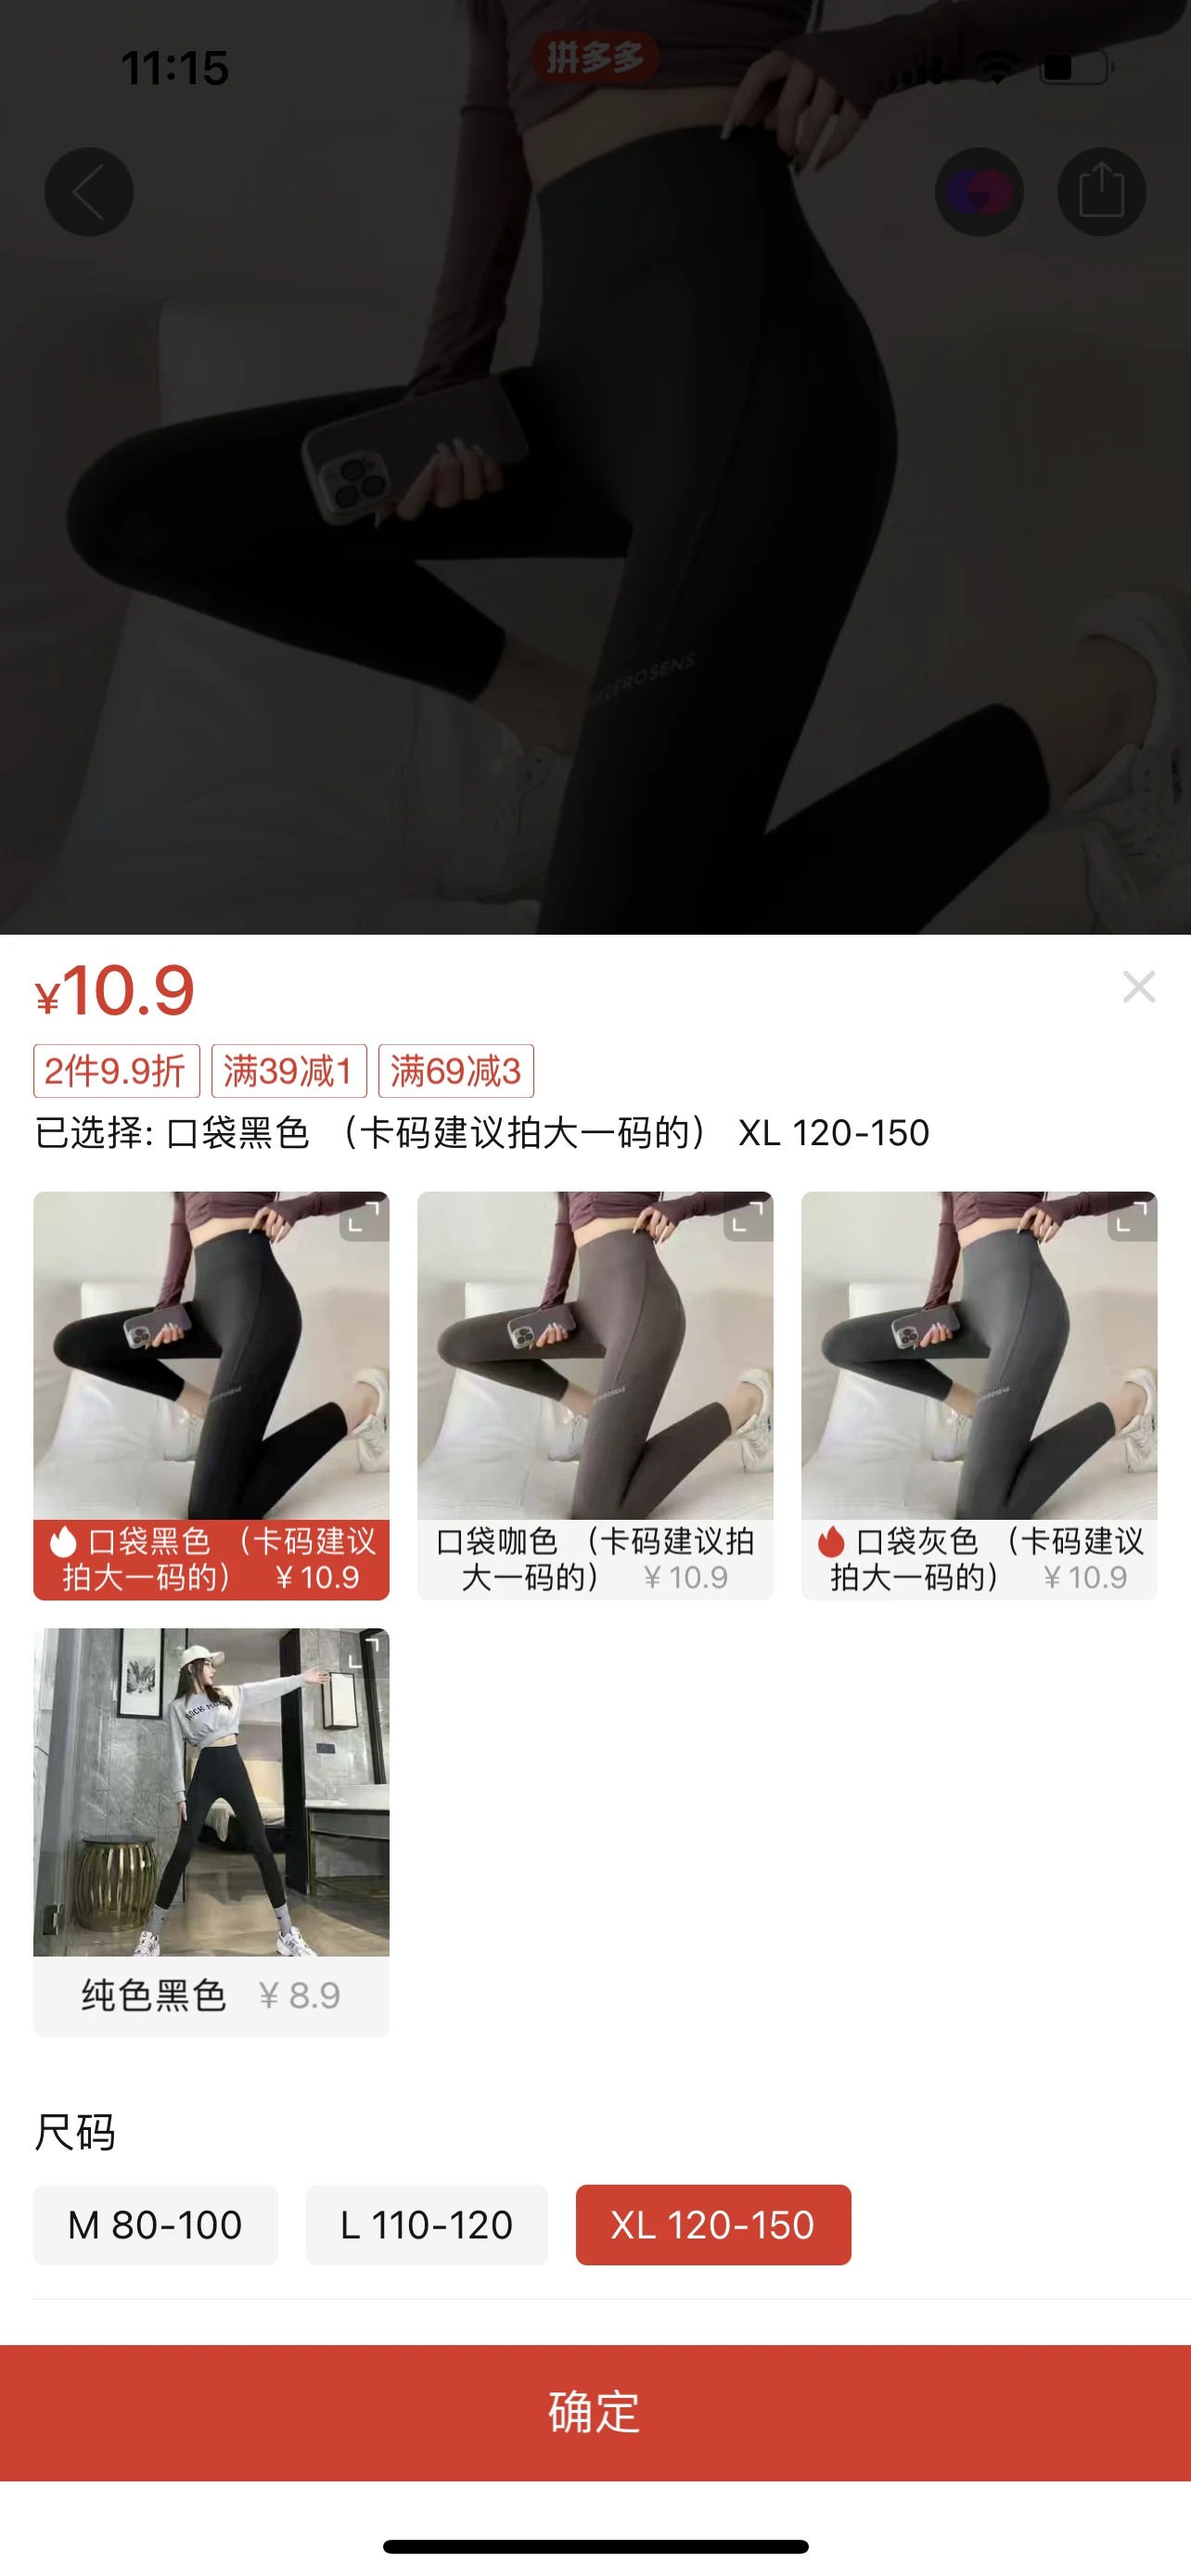 11:15
拼多多
ZEROSENS
¥10.9
2件9.9折 满39减1 满69减3
已选择: 口袋黑色 （卡码建议拍大一码的） XL 120-150
口袋黑色 （卡码建议
拍大一码的） ¥10.9
口袋咖色 （卡码建议拍
大一码的） ¥10.9
口袋灰色 （卡码建议
拍大一码的） ¥10.9
纯色黑色 ¥8.9
尺码
M 80-100 L 110-120 XL 120-150
确定